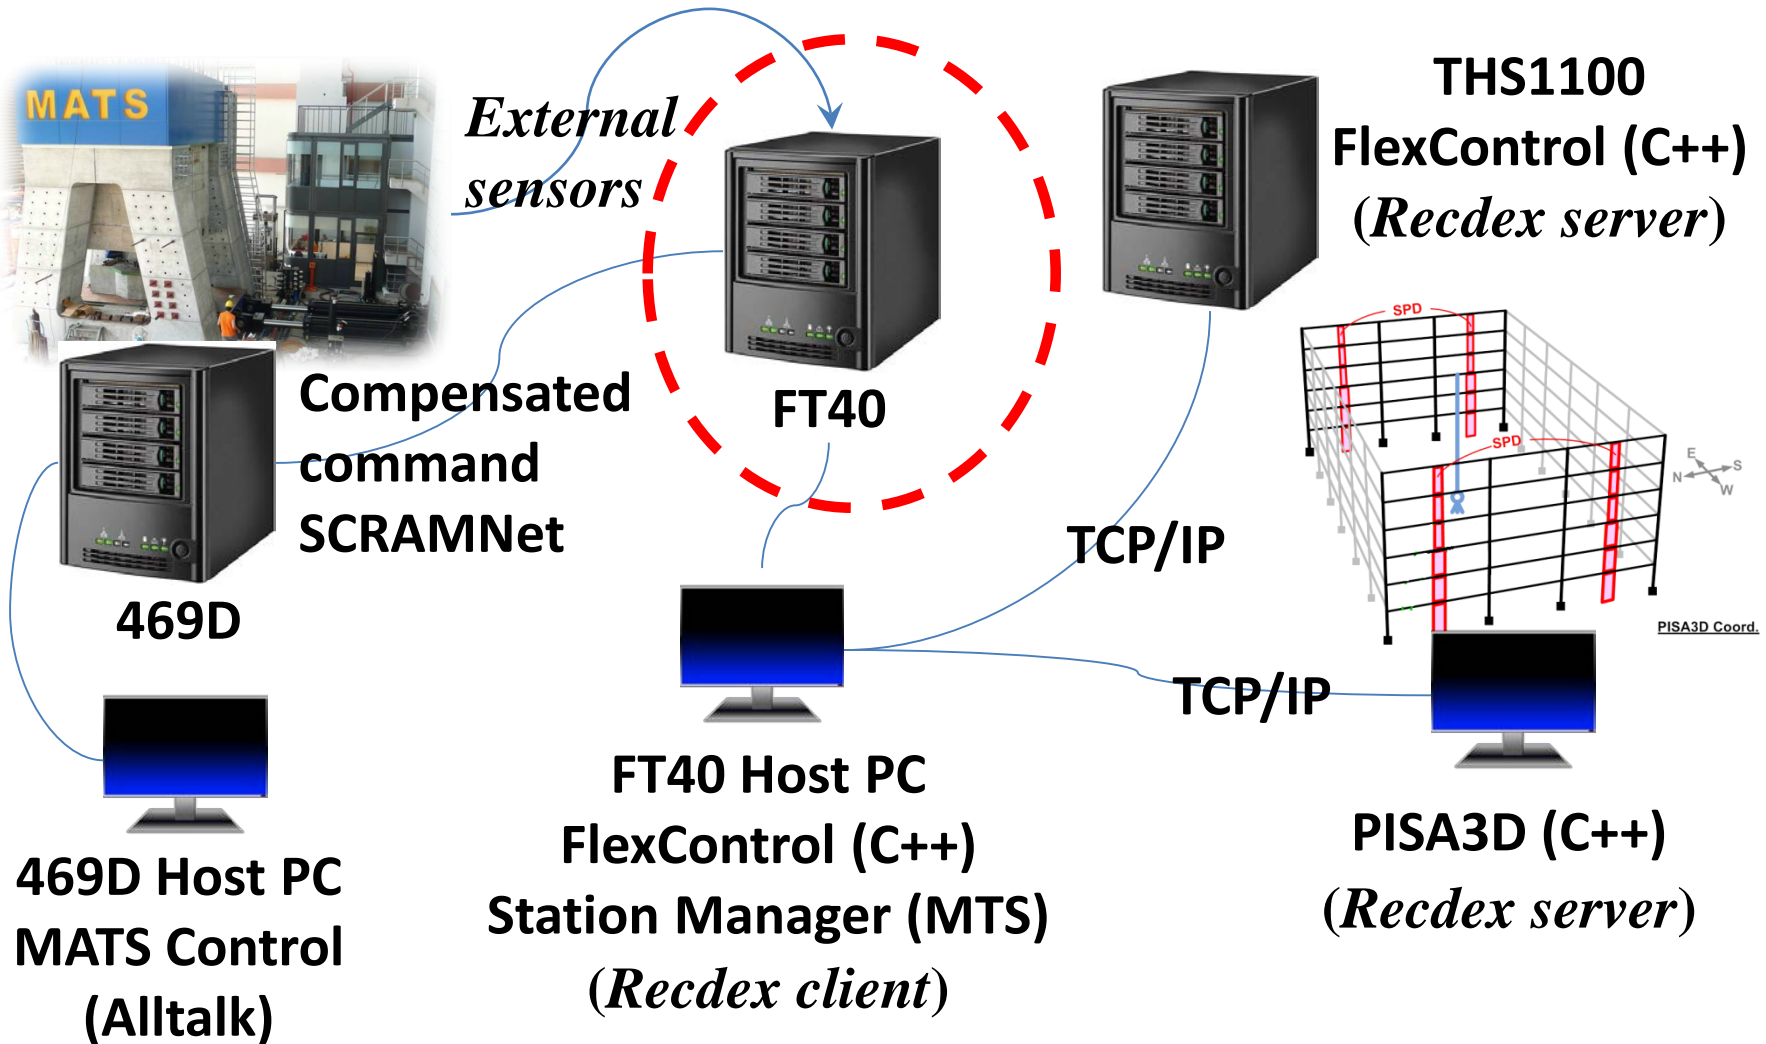 MATS
External
sensors
THS1100
FlexControl (C++)
(Recdex server)
FT40
Compensated
command
SCRAMNet
469D
SPD
SPD
E
S
N
W
PISA3D Coord.
TCP/IP
TCP/IP
FT40 Host PC
FlexControl (C++)
Station Manager (MTS)
(Recdex client)
PISA3D (C++)
(Recdex server)
469D Host PC
MATS Control
(Alltalk)